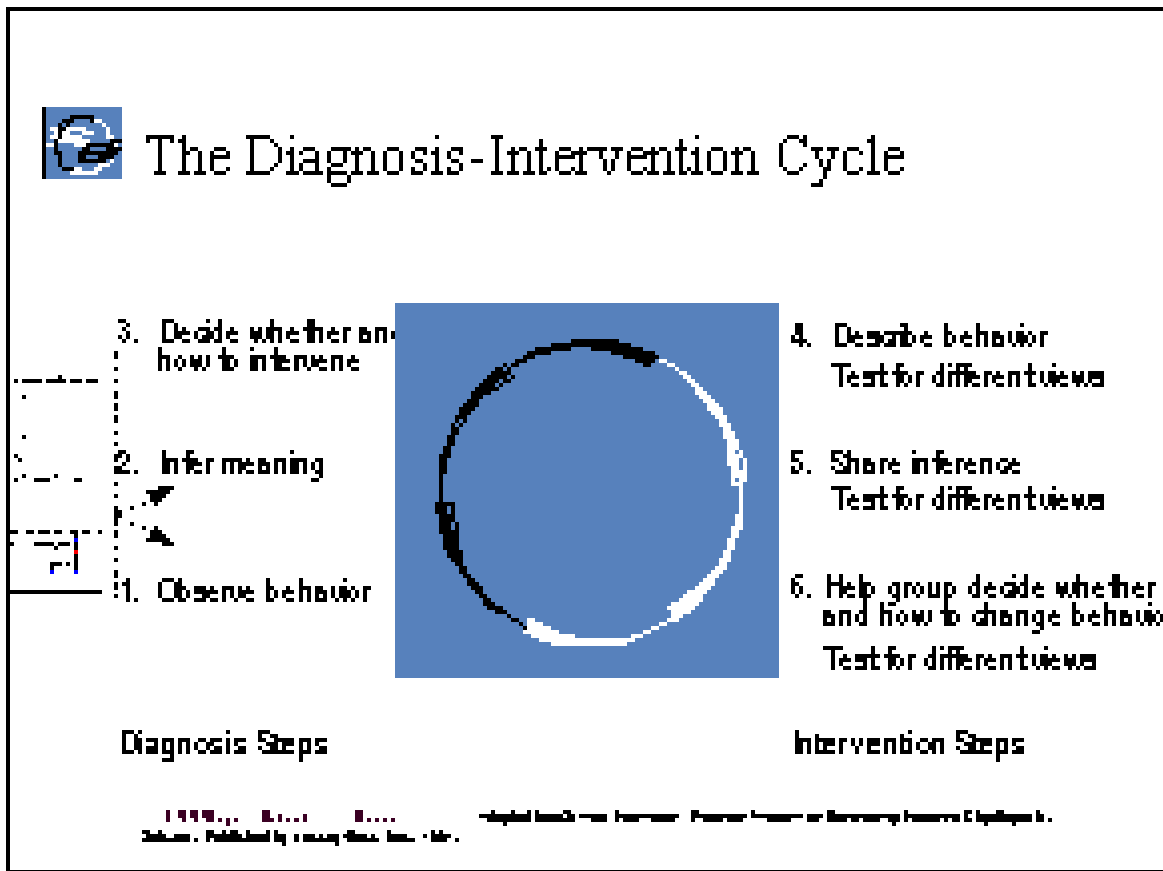 The Diagnosis-Intervention Cycle
3. Decide whether and
how to intervene
2. Infer meaning
1. Observe behavior
4. Describe behavior
Test for different views
5. Share inference
Test for different views
6. Help group decide whether
and how to change behavio
Test for different views
Diagnosis Steps
Intervention Steps